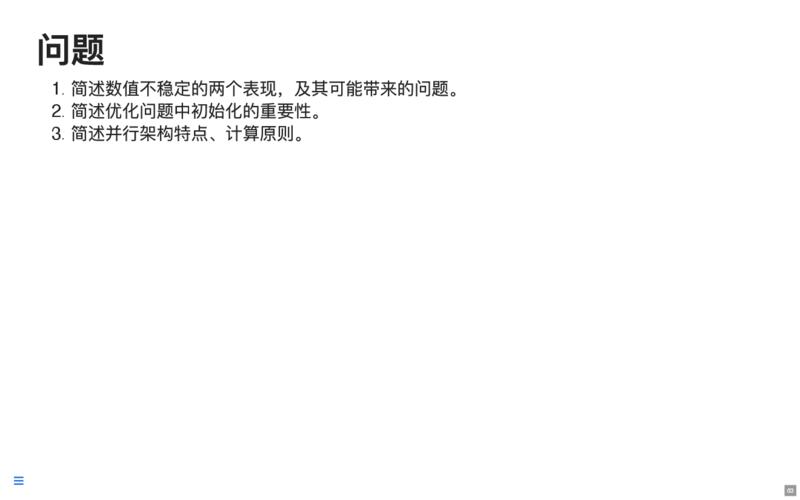 问题
1. 简述数值不稳定的两个表现，及其可能带来的问题。
2. 简述优化问题中初始化的重要性。
3. 简述并行架构特点、计算原则。